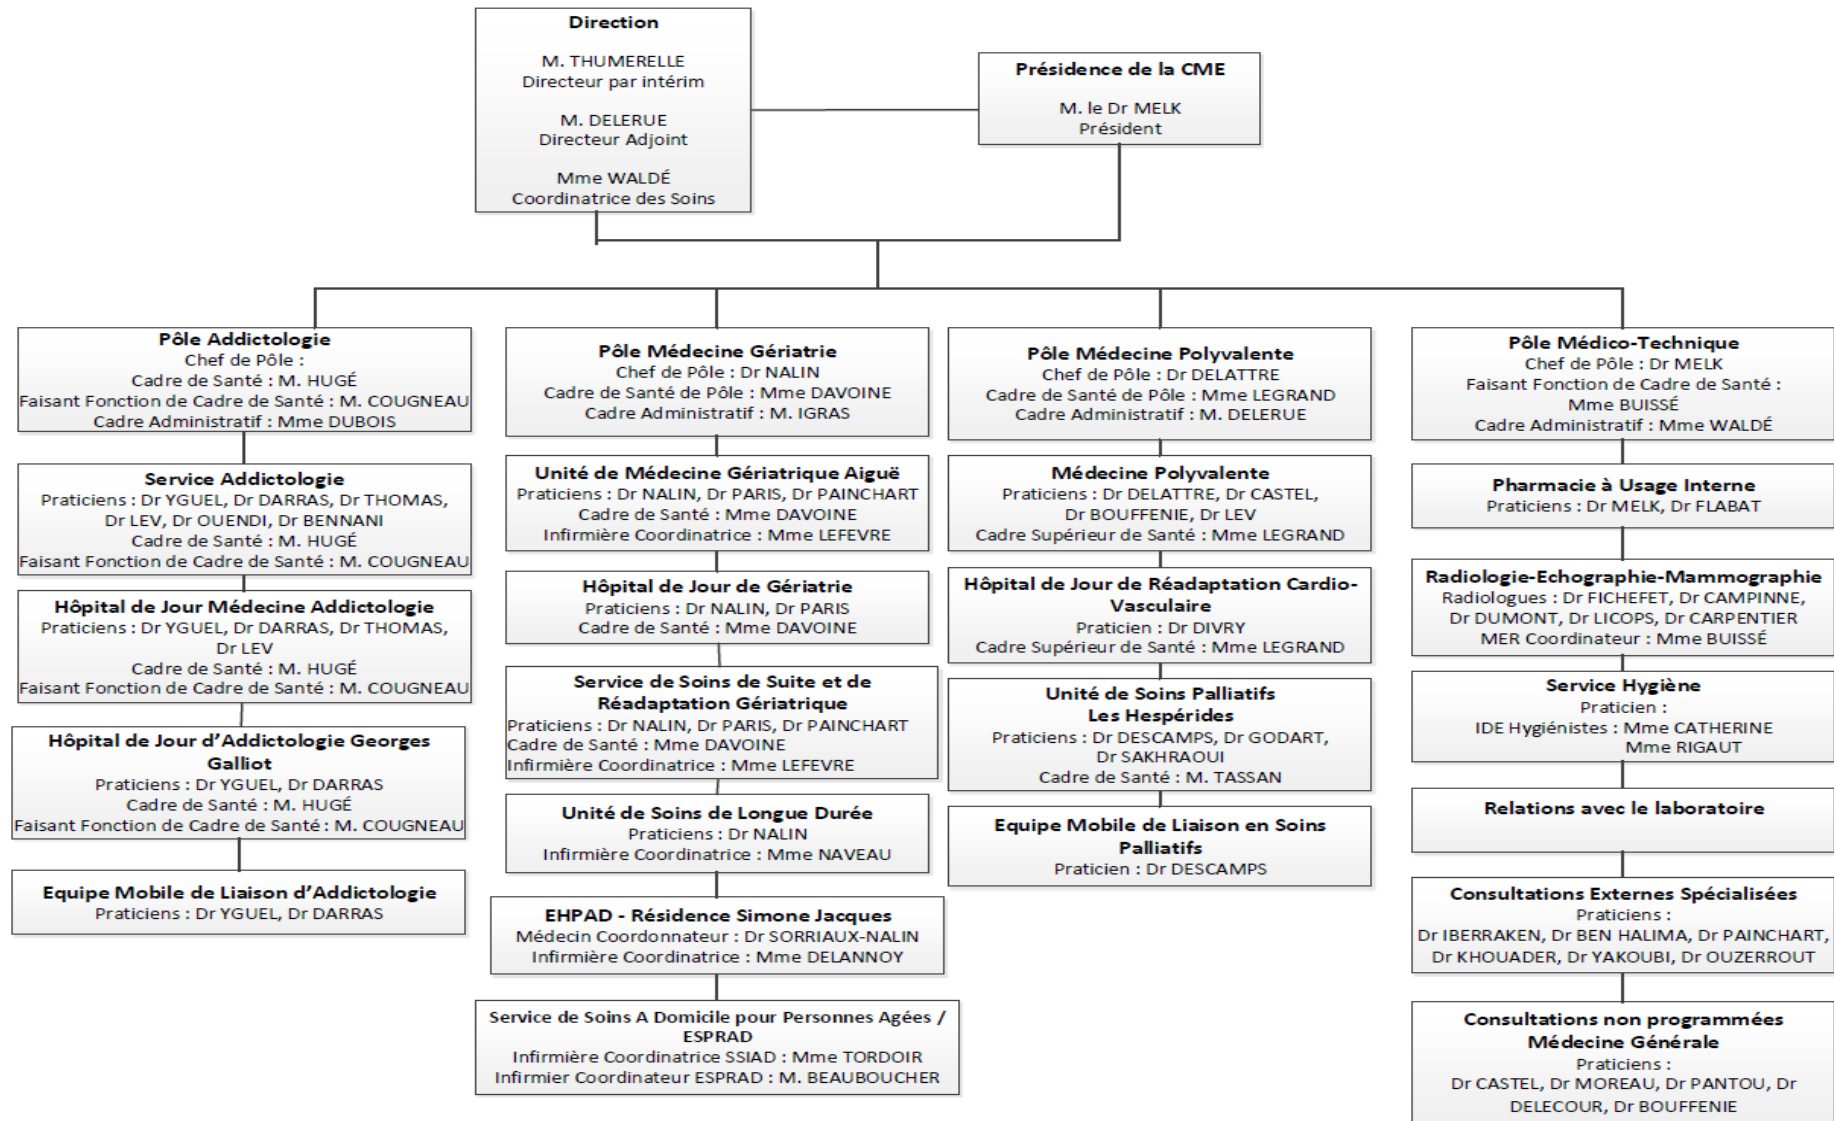 Direction
M. THUMERELLE
Directeur par intérim
M. DELERUE
Directeur Adjoint
Mme WALDÉ
Coordinatrice des Soins
Présidence de la CME
M. le Dr MELK
Président
Pôle Addictologie
Chef de Pôle :
Cadre de Santé : M. HUGÉ
Faisant Fonction de Cadre de Santé : M. COUGNEAU
Cadre Administratif : Mme DUBOIS
Service Addictologie
Praticiens : Dr YGUEL, Dr DARRAS, Dr THOMAS,
Dr LEV, Dr OUENDI, Dr BENNANI
Cadre de Santé : M. HUGÉ
Faisant Fonction de Cadre de Santé : M. COUGNEAU
Hôpital de Jour Médecine Addictologie
Praticiens : Dr YGUEL, Dr DARRAS, Dr THOMAS,
Dr LEV
Cadre de Santé : M. HUGÉ
Faisant Fonction de Cadre de Santé : M. COUGNEAU
Hôpital de Jour d'Addictologie Georges
Galliot
Praticiens : Dr YGUEL, Dr DARRAS
Cadre de Santé : M. HUGÉ
Faisant Fonction de Cadre de Santé : M. COUGNEAU
Equipe Mobile de Liaison d'Addictologie
Praticiens : Dr YGUEL, Dr DARRAS
Pôle Médecine Gériatrie
Chef de Pôle : Dr NALIN
Cadre de Santé de Pôle : Mme DAVOINE
Cadre Administratif : M. IGRAS
Unité de Médecine Gériatrique Aiguë
Praticiens : Dr NALIN, Dr PARIS, Dr PAINCHART
Cadre de Santé : Mme DAVOINE
Infirmière Coordinatrice : Mme LEFEVRE
Hôpital de Jour de Gériatrie
Praticiens : Dr NALIN, Dr PARIS
Cadre de Santé : Mme DAVOINE
Service de Soins de Suite et de
Réadaptation Gériatrique
Praticiens : Dr NALIN, Dr PARIS, Dr PAINCHART
Cadre de Santé : Mme DAVOINE
Infirmière Coordinatrice : Mme LEFEVRE
Unité de Soins de Longue Durée
Praticiens : Dr NALIN
Infirmière Coordinatrice : Mme NAVEAU
EHPAD - Résidence Simone Jacques
Médecin Coordonnateur : Dr SORRIAUX-NALIN
Infirmière Coordinatrice : Mme DELANNOY
Service de Soins A Domicile pour Personnes Agées /
ESPRAD
Infirmière Coordinatrice SSIAD : Mme TORDOIR
Infirmier Coordinateur ESPRAD : M. BEAUBOUCHER
Pôle Médecine Polyvalente
Chef de Pôle : Dr DELATTRE
Cadre de Santé de Pôle : Mme LEGRAND
Cadre Administratif : M. DELERUE
Médecine Polyvalente
Praticiens : Dr DELATTRE, Dr CASTEL,
Dr BOUFFENIE, Dr LEV
Cadre Supérieur de Santé : Mme LEGRAND
Hôpital de Jour de Réadaptation Cardio-
Vasculaire
Praticien : Dr DIVRY
Cadre Supérieur de Santé : Mme LEGRAND
Unité de Soins Palliatifs
Les Hespérides
Praticiens : Dr DESCAMPS, Dr GODART,
Dr SAKHRAOUI
Cadre de Santé : M. TASSAN
Equipe Mobile de Liaison en Soins
Palliatifs
Praticien : Dr DESCAMPS
Pôle Médico-Technique
Chef de Pôle : Dr MELK
Faisant Fonction de Cadre de Santé :
Mme BUISSÉ
Cadre Administratif : Mme WALDÉ
Pharmacie à Usage Interne
Praticiens : Dr MELK, Dr FLABAT
Radiologie-Echographie-Mammographie
Radiologues : Dr FICHEFET, Dr CAMPINNE,
Dr DUMONT, Dr LICOPS, Dr CARPENTIER
MER Coordinateur : Mme BUISSÉ
Service Hygiène
Praticien :
IDE Hygiénistes : Mme CATHERINE
Mme RIGAUT
Relations avec le laboratoire
Consultations Externes Spécialisées
Praticiens :
Dr IBERRAKEN, Dr BEN HALIMA, Dr PAINCHART,
Dr KHOUADER, Dr YAKOUBI, Dr OUZERROUT
Consultations non programmées
Médecine Générale
Praticiens :
Dr CASTEL, Dr MOREAU, Dr PANTOU, Dr
DELECOUR, Dr BOUFFENIE